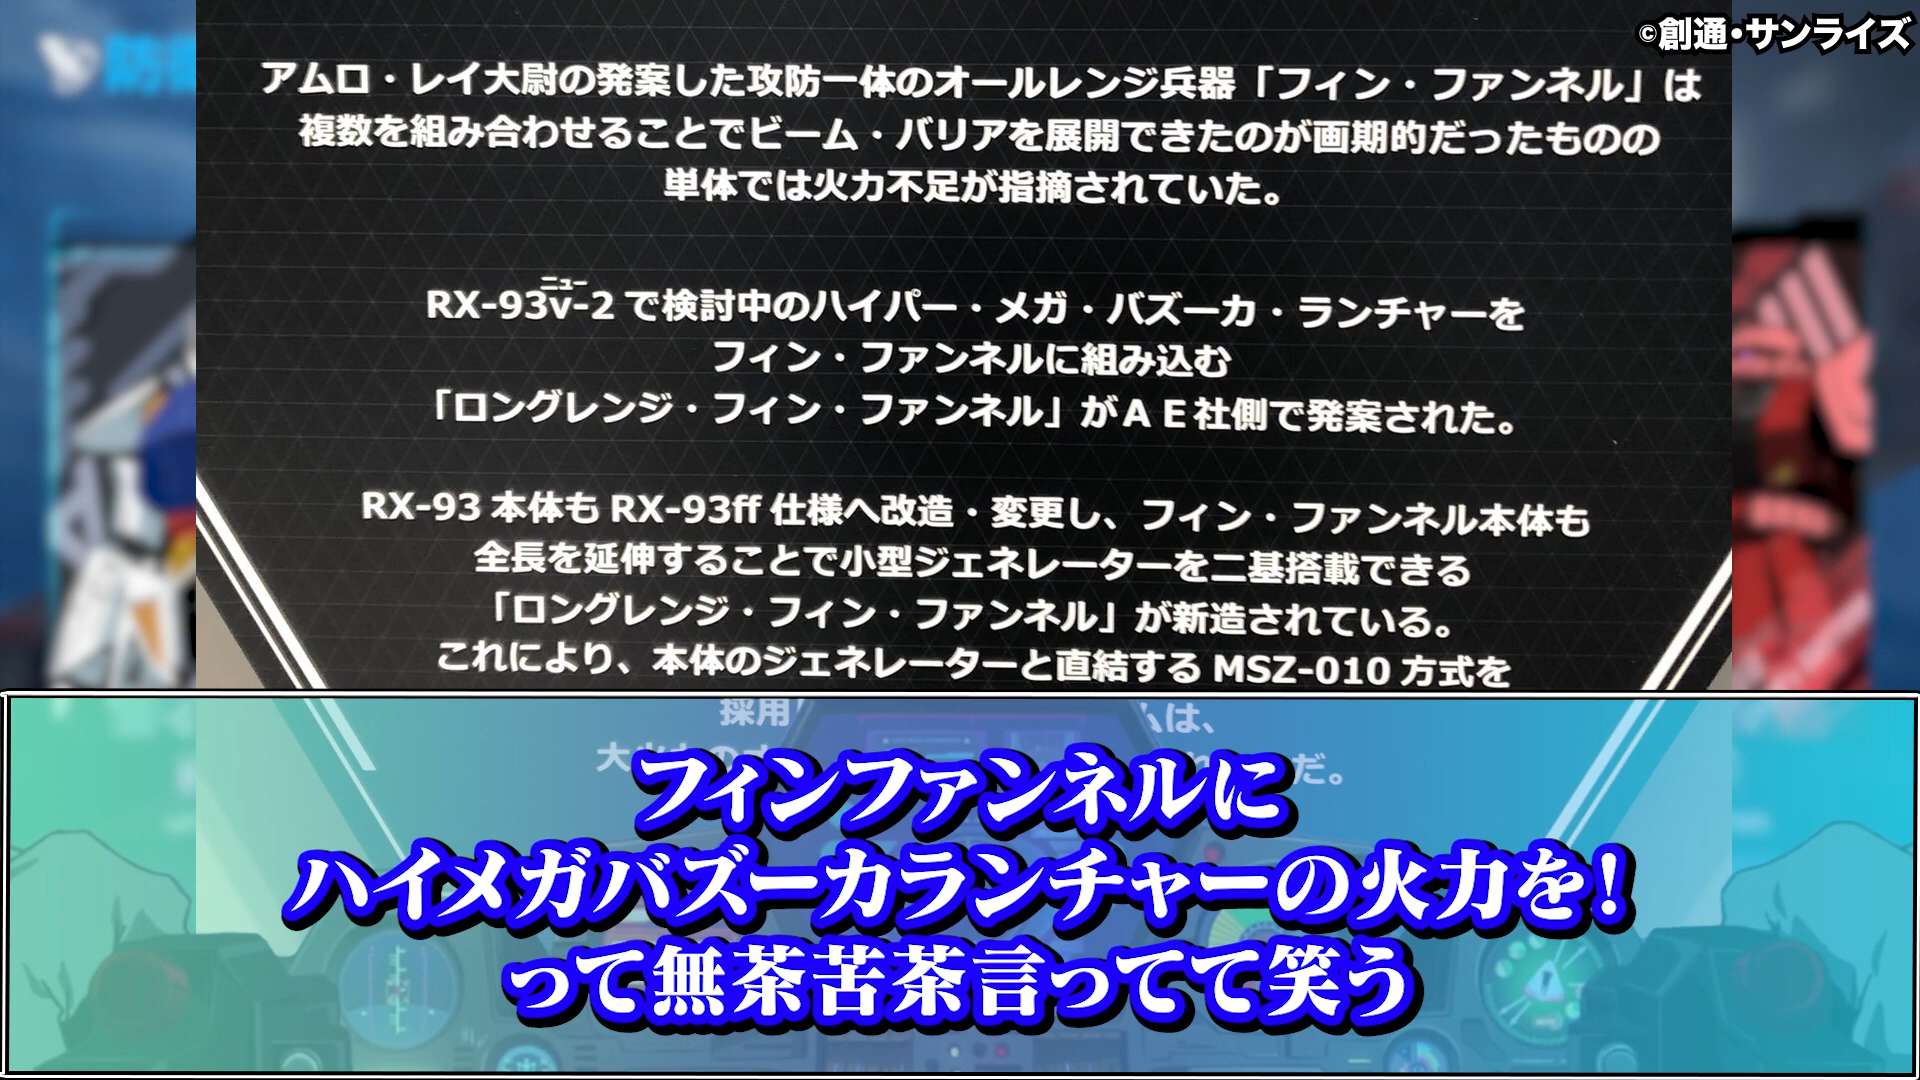 ©創通・サンライズ
アムロ・レイ大尉の発案した攻防一体のオールレンジ兵器「フィン・ファンネル」は
複数を組み合わせることでビーム・バリアを展開できたのが画期的だったものの
単体では火力不足が指摘されていた。
ニュー
RX-93ν-2 で検討中のハイパー・メガ・バズーカ・ランチャーを
フィン・ファンネルに組み込む
「ロングレンジ・フィン・ファンネル」がAE社側で発案された。
RX-93 本体も RX-93ff 仕様へ改造・変更し、フィン・ファンネル本体も
全長を延伸することで小型ジェネレーターを二基搭載できる
「ロングレンジ・フィン・ファンネル」が新造されている。
これにより、本体のジェネレーターと直結する MSZ-010 方式を
採用 は、
だ。
フィンファンネルに
ハイメガバズーカランチャーの火力を！
って無茶苦茶言ってて笑う